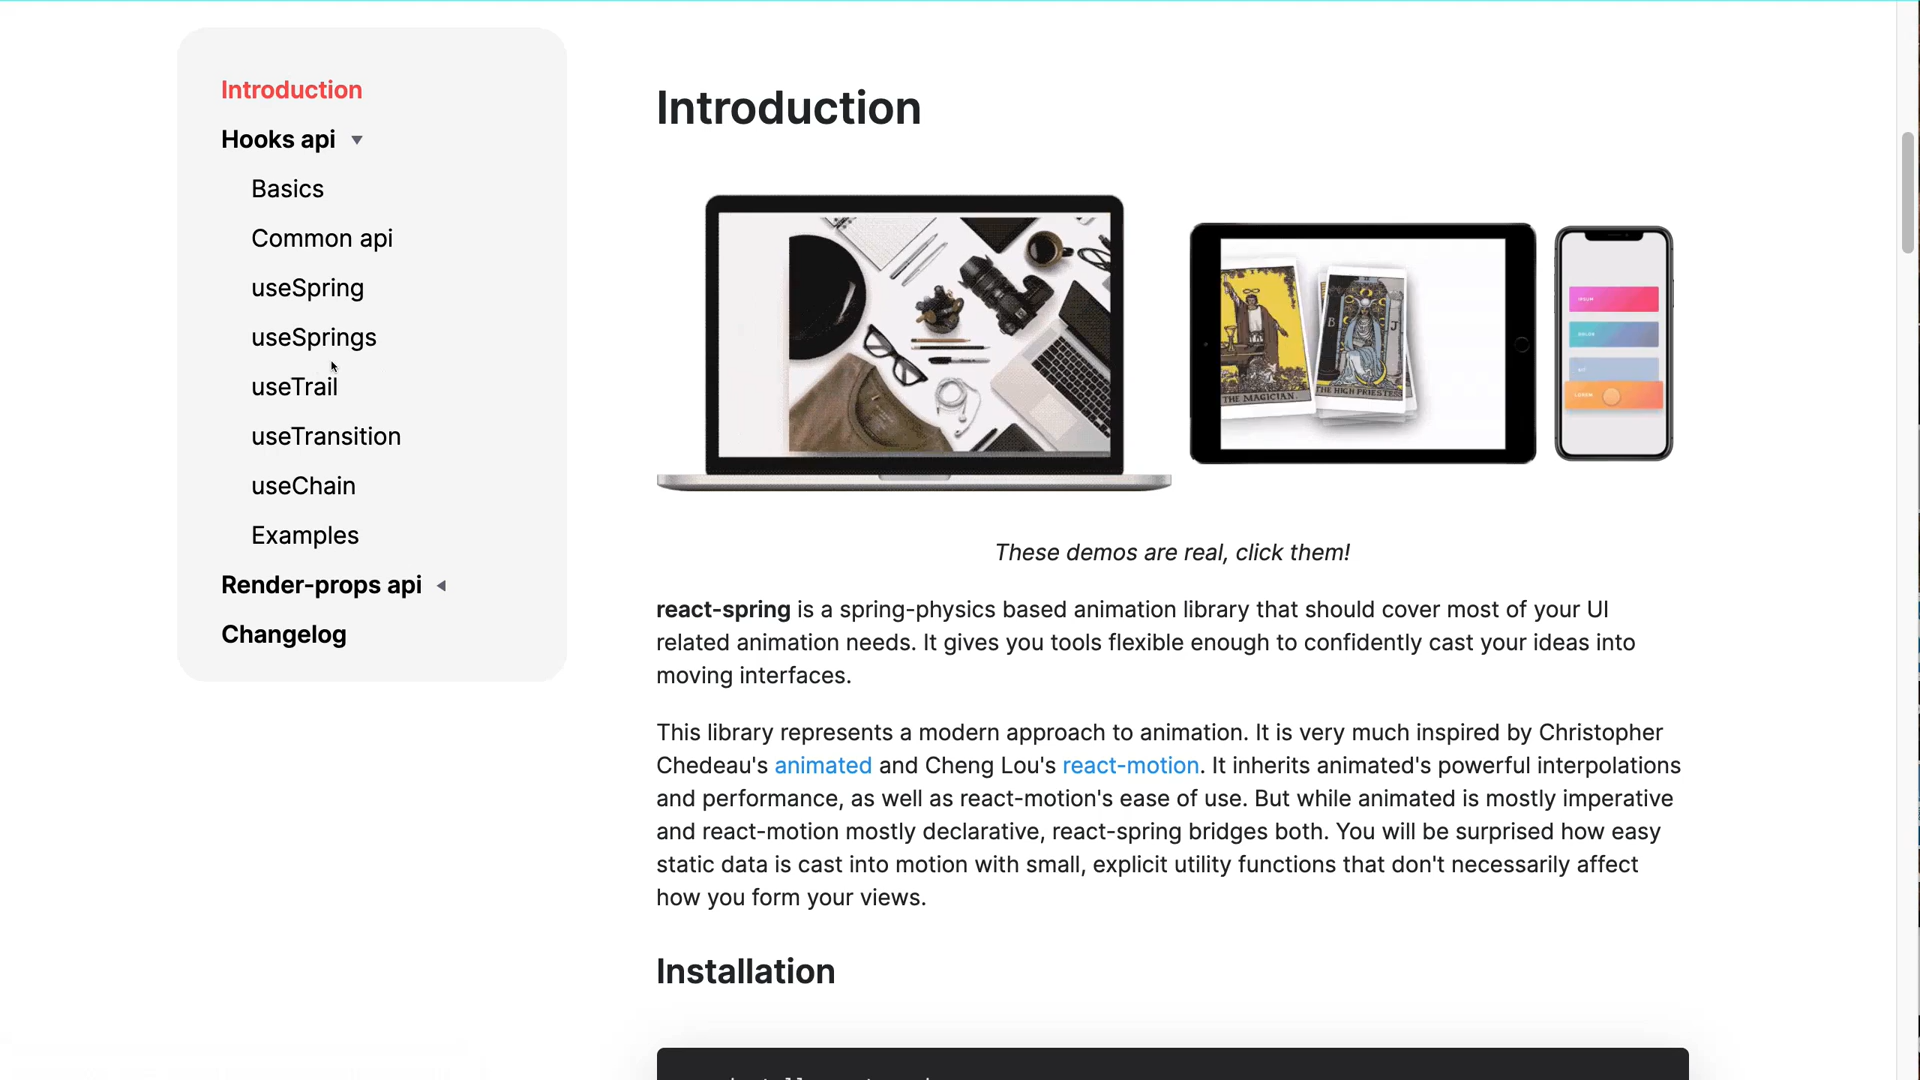 Introduction
Hooks api
Basics
Common api
useSpring
useSprings
useTrail
useTransition
useChain
Examples
Render-props api
Changelog
Introduction
THE MAGICIAN.
B J
THE HIGH PRIESTESS
LOREM
These demos are real, click them!
react-spring is a spring-physics based animation library that should cover most of your UI
related animation needs. It gives you tools flexible enough to confidently cast your ideas into
moving interfaces.
This library represents a modern approach to animation. It is very much inspired by Christopher
Chedeau's animated and Cheng Lou's react-motion. It inherits animated's powerful interpolations
and performance, as well as react-motion's ease of use. But while animated is mostly imperative
and react-motion mostly declarative, react-spring bridges both. You will be surprised how easy
static data is cast into motion with small, explicit utility functions that don't necessarily affect
how you form your views.
Installation